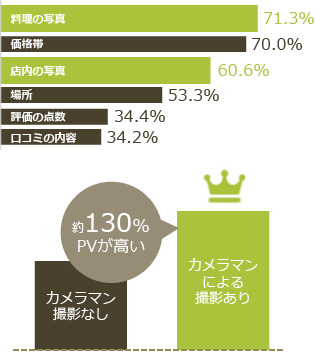 料理の写真 71.3%
価格帯 70.0%
店内の写真 60.6%
場所 53.3%
評価の点数 34.4%
口コミの内容 34.2%
約130%
PVが高い
カメラマン
撮影なし
カメラマン
による
撮影あり